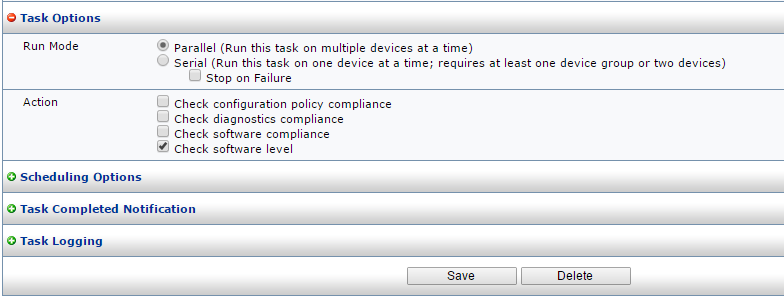 Task Options
Run Mode
Parallel (Run this task on multiple devices at a time)
Serial (Run this task on one device at a time; requires at least one device group or two devices)
Stop on Failure
Action
Check configuration policy compliance
Check diagnostics compliance
Check software compliance
Check software level
Scheduling Options
Task Completed Notification
Task Logging
Save Delete